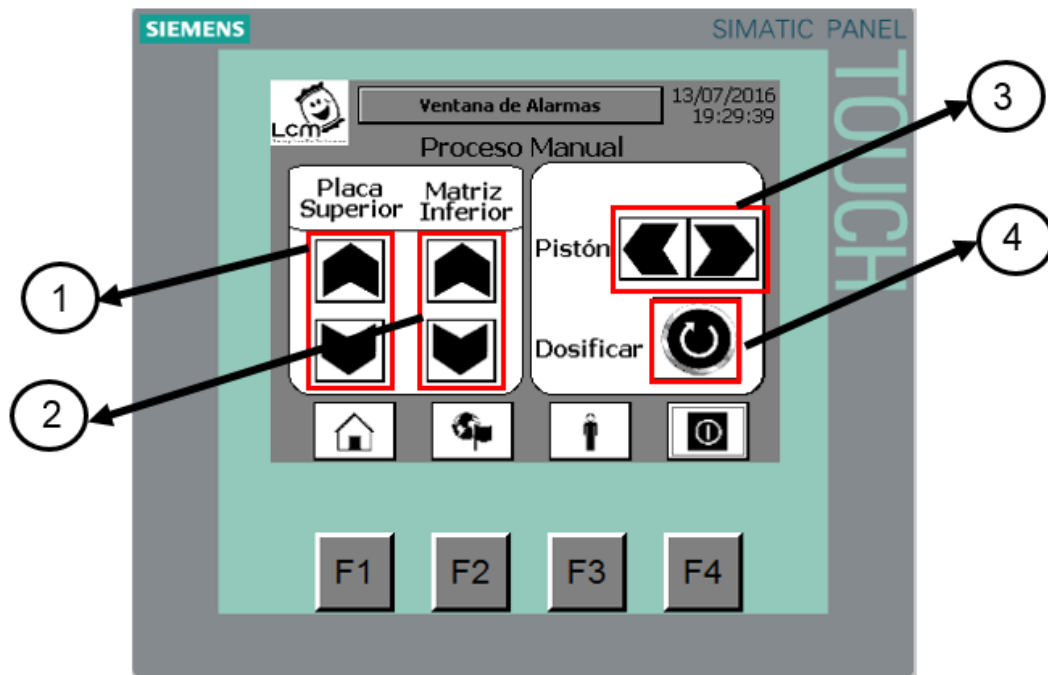 SIEMENS
SIMATIC PANEL
TOUCH
Lcm
Ventana de Alarmas
13/07/2016
19:29:39
Proceso Manual
Placa
Superior
Matriz
Inferior
Pistón
Dosificar
1
2
3
4
F1
F2
F3
F4